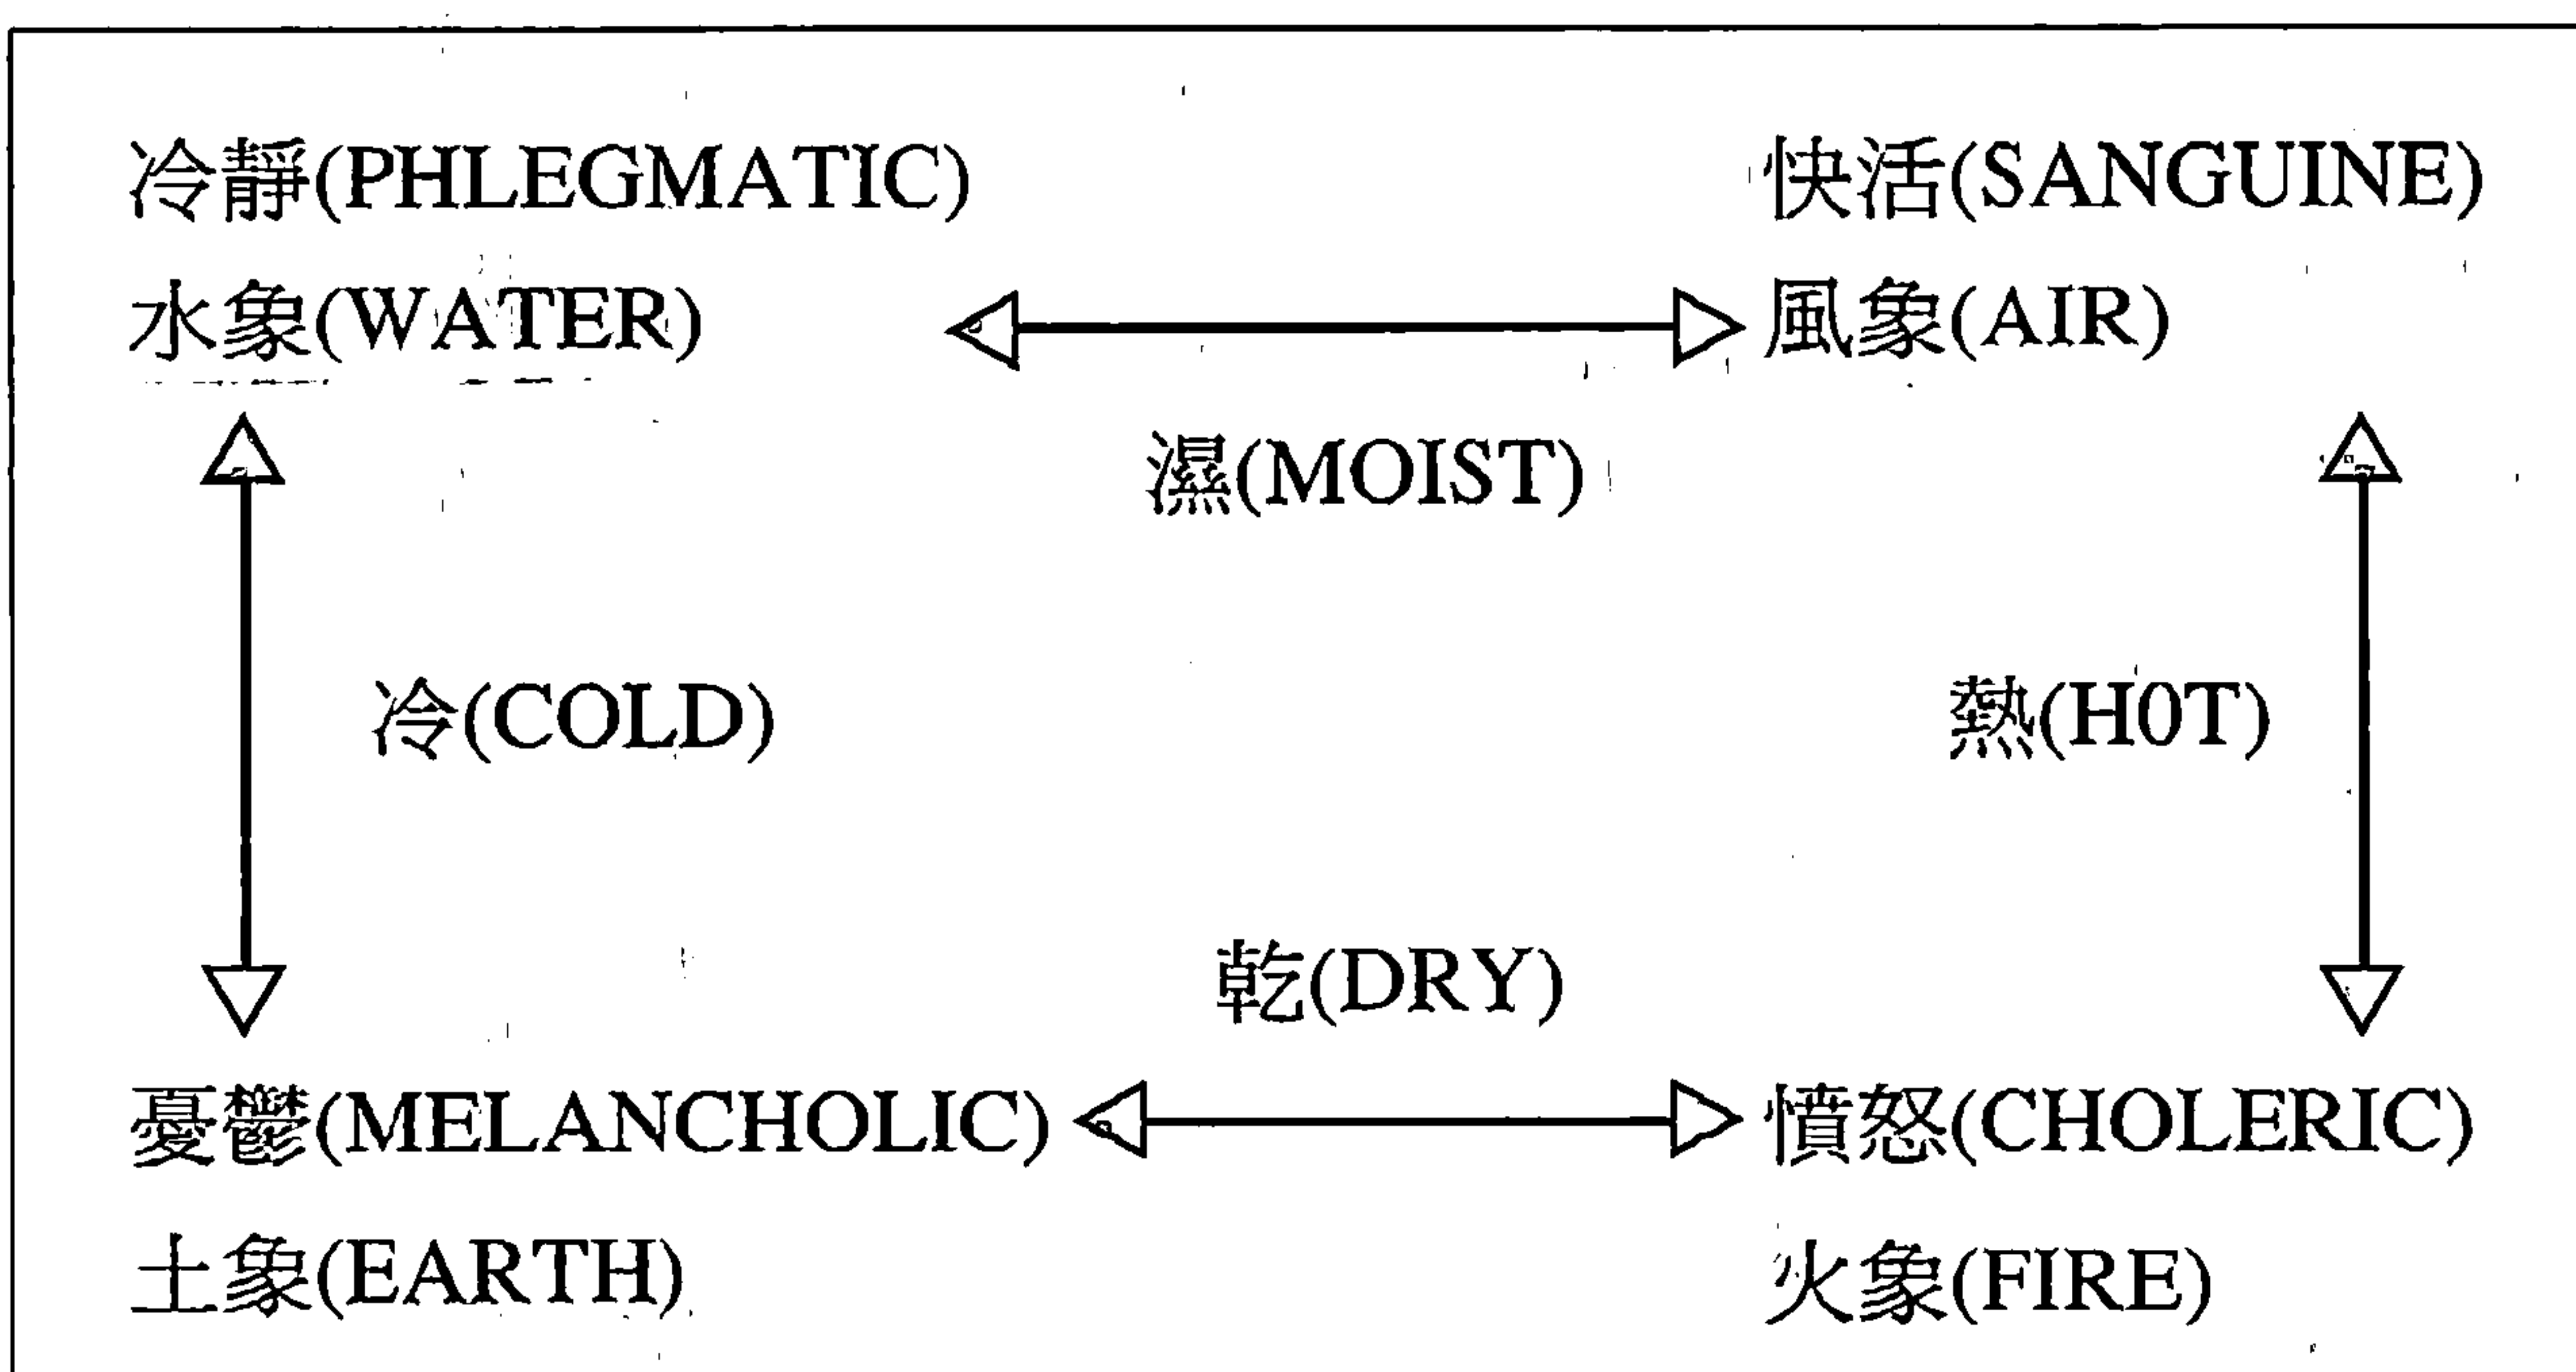 冷靜(PHLEGMATIC)
快活(SANGUINE)
水象(WATER)
風象(AIR)
濕(MOIST)
冷(COLD)
熱(H0T)
乾(DRY)
憂鬱(MELANCHOLIC)
憤怒(CHOLERIC)
土象(EARTH)
火象(FIRE)